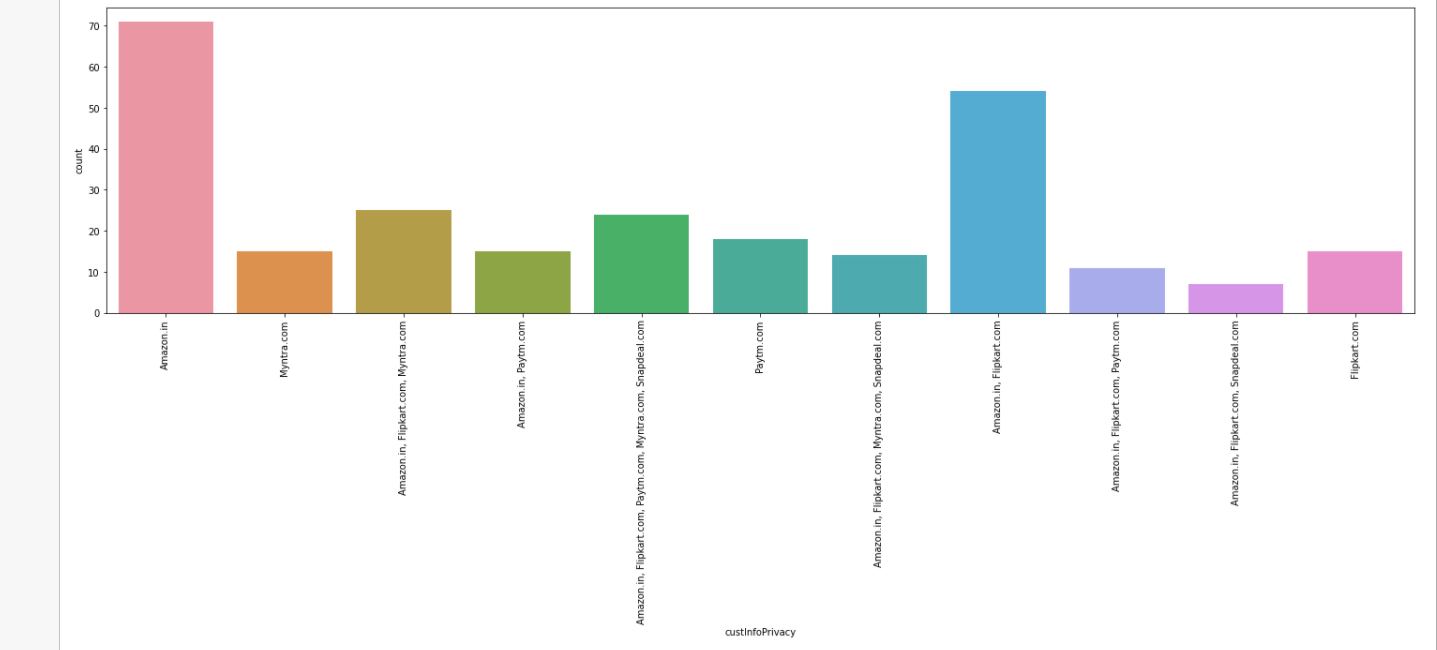 70
60
50
40
30
20
10
0
count
Amazon.in
Myntra.com
Amazon.in, Flipkart.com, Myntra.com
Amazon.in, Paytm.com
Amazon.in, Flipkart.com, Paytm.com, Myntra.com, Snapdeal.com
Paytm.com
Amazon.in, Flipkart.com, Myntra.com, Snapdeal.com
Amazon.in, Flipkart.com
Amazon.in, Flipkart.com, Paytm.com
Amazon.in, Flipkart.com, Snapdeal.com
Flipkart.com
custInfoPrivacy